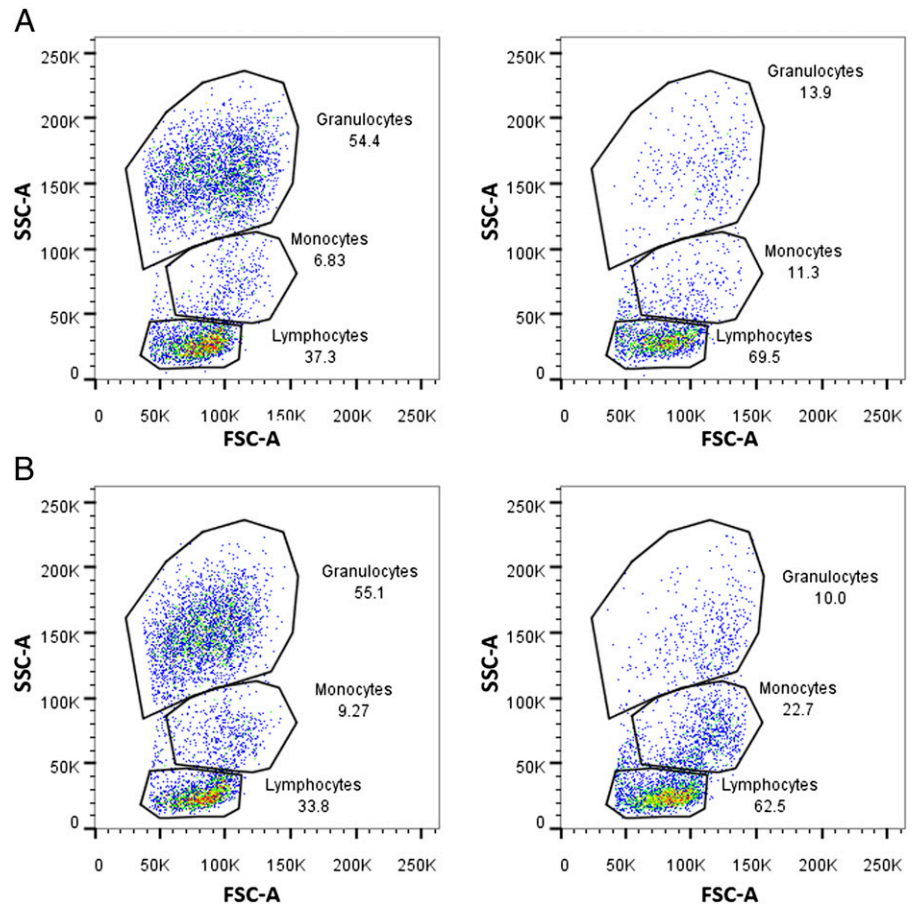 A
250K
200K
150K
100K
50K
0
SSC-A
Granulocytes
54.4
Monocytes
6.83
Lymphocytes
37.3
0 50K 100K 150K 200K 250K
FSC-A
250K
200K
150K
100K
50K
0
SSC-A
Granulocytes
13.9
Monocytes
11.3
Lymphocytes
69.5
0 50K 100K 150K 200K 250K
FSC-A
B
250K
200K
150K
100K
50K
0
SSC-A
Granulocytes
55.1
Monocytes
9.27
Lymphocytes
33.8
0 50K 100K 150K 200K 250K
FSC-A
250K
200K
150K
100K
50K
0
SSC-A
Granulocytes
10.0
Monocytes
22.7
Lymphocytes
62.5
0 50K 100K 150K 200K 250K
FSC-A